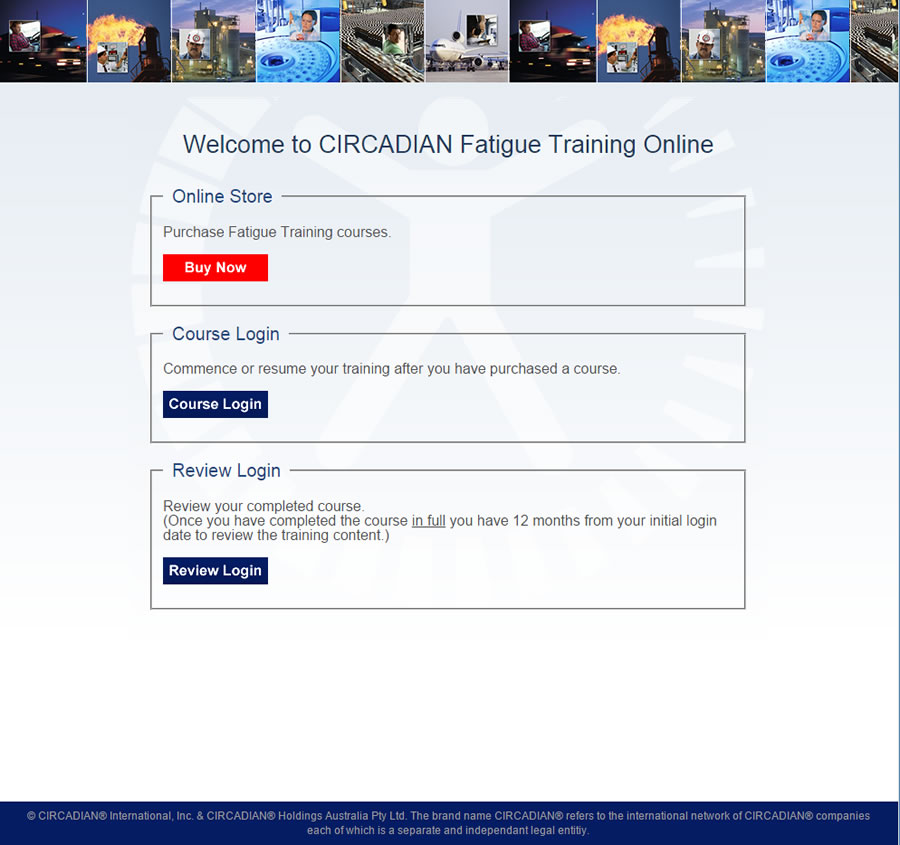 Welcome to CIRCADIAN Fatigue Training Online
Online Store
Purchase Fatigue Training courses.
Buy Now
Course Login
Commence or resume your training after you have purchased a course.
Course Login
Review Login
Review your completed course.
(Once you have completed the course in full you have 12 months from your initial login
date to review the training content.)
Review Login
© CIRCADIAN® International, Inc. & CIRCADIAN® Holdings Australia Pty Ltd. The brand name CIRCADIAN® refers to the international network of CIRCADIAN® companies
each of which is a separate and independant legal entitiy.